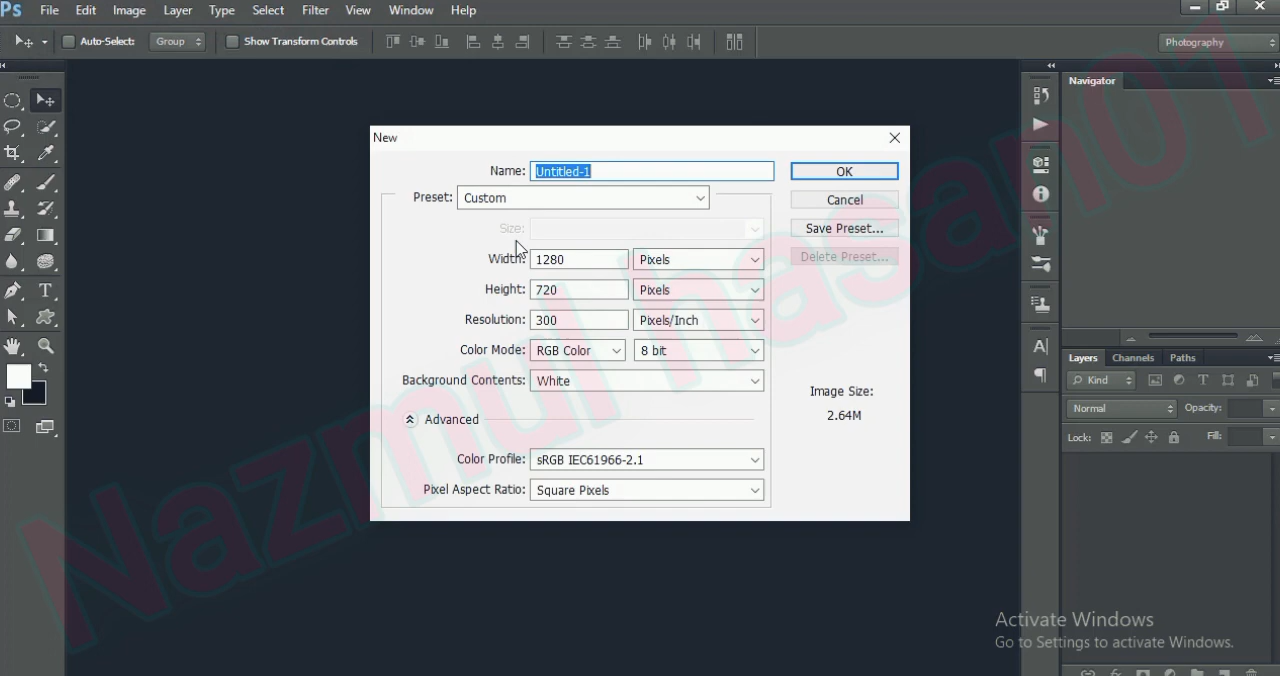 Ps File Edit Image Layer Type Select Filter View Window Help
Auto-Select: Group Show Transform Controls Photography
Navigator
New
Name: Untitled-1 OK
Preset: Custom Cancel
Size: Save Preset...
Width: 1280 Pixels Delete Preset...
Height: 720 Pixels
Resolution: 300 Pixels/Inch
Color Mode: RGB Color 8 bit
Background Contents: White
Image Size:
2.64M
Advanced
Color Profile: sRGB IEC61966-2.1
Pixel Aspect Ratio: Square Pixels
Layers Channels Paths
Kind
Normal Opacity:
Lock: Fill:
Nazmul hasan01
Activate Windows
Go to Settings to activate Windows.